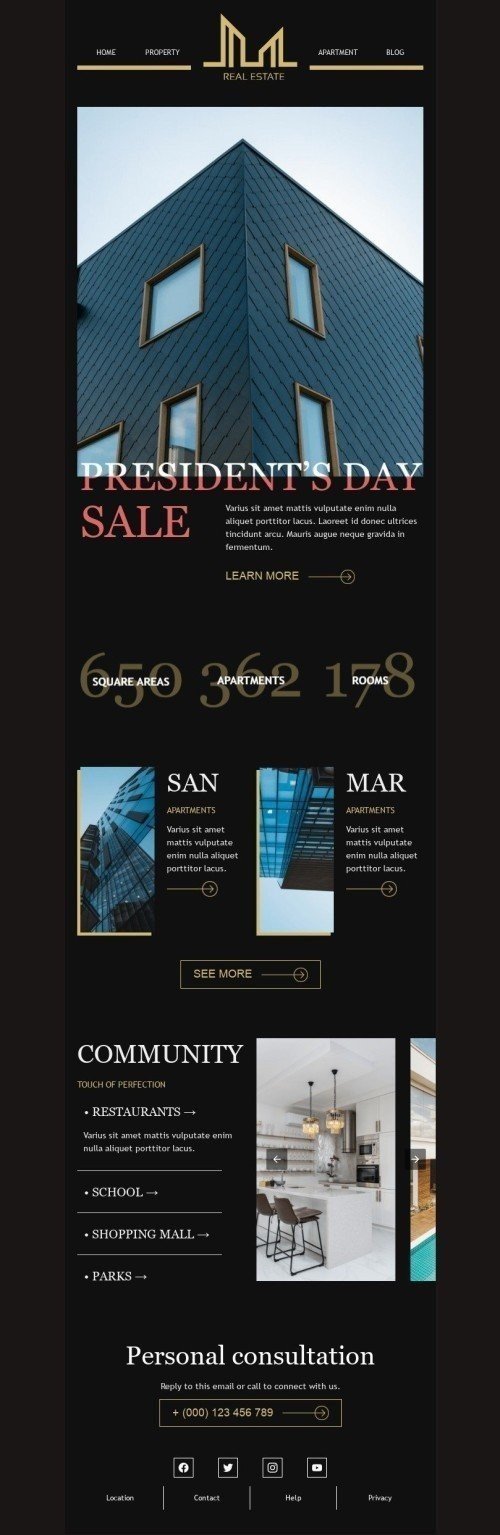 HOME PROPERTY APARTMENT BLOG
REAL ESTATE
PRESIDENT'S DAY
SALE
Varius sit amet mattis vulputate enim nulla
aliquet porttitor lacus. Laoreet id donec ultrices
tincidunt arcu. Mauris augue neque gravida in
fermentum.
LEARN MORE
650 362 178
SQUARE AREAS APARTMENTS ROOMS
SAN
APARTMENTS
Varius sit amet
mattis vulputate
enim nulla aliquet
porttitor lacus.
MAR
APARTMENTS
Varius sit amet
mattis vulputate
enim nulla aliquet
porttitor lacus.
SEE MORE
COMMUNITY
TOUCH OF PERFECTION
• RESTAURANTS →
Varius sit amet mattis vulputate enim
nulla aliquet porttitor lacus.
• SCHOOL →
• SHOPPING MALL →
• PARKS →
Personal consultation
Reply to this email or call to connect with us.
+ (000) 123 456 789
Location Contact Help Privacy